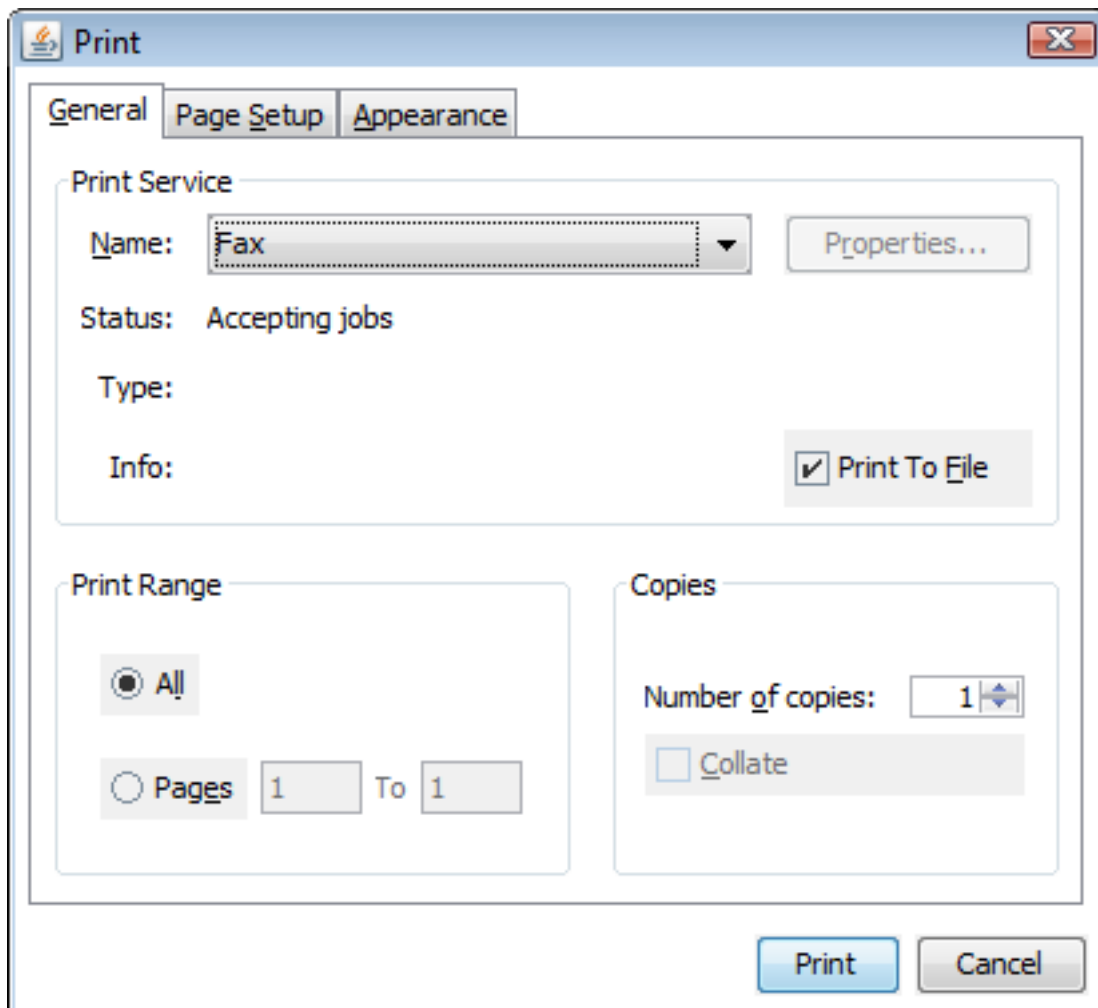 Print
General Page Setup Appearance
Print Service
Name: Fax Properties...
Status: Accepting jobs
Type:
Info: Print To File
Print Range
All
Pages 1 To 1
Copies
Number of copies: 1
Collate
Print Cancel